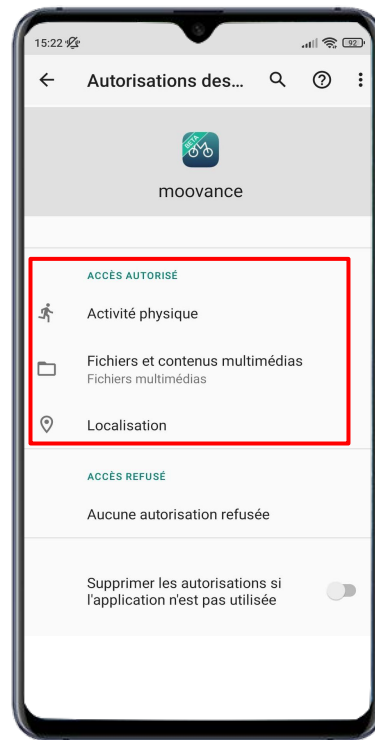 15:22
92
Autorisations des...
BETA
moovance
ACCÈS AUTORISÉ
Activité physique
Fichiers et contenus multimédias
Fichiers multimédias
Localisation
ACCÈS REFUSÉ
Aucune autorisation refusée
Supprimer les autorisations si
l'application n'est pas utilisée